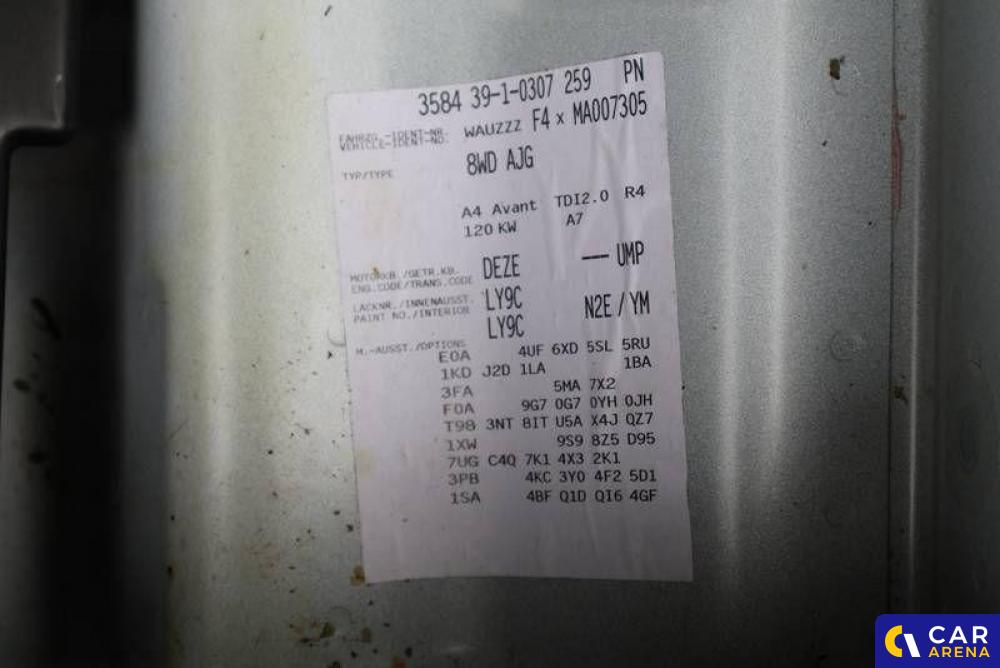 3584 39-1-0307 259 PN
FAHRZG.-IDENT-NR.
VEHICLE-IDENT-NO. WAUZZZ F4 x MA007305
TYP/TYPE 8WD AJG
A4 Avant TDI2.0 R4
120 KW A7
MOTORKB./GETR.KB.
ENG.CODE/TRANS.CODE DEZE --- UMP
LACKNR./INNENAUSST. LY9C
PAINT NO./INTERIOR LY9C N2E / YM
M.-AUSST./OPTIONS
E0A 4UF 6XD 5SL 5RU
1KD J2D 1LA 1BA
3FA 5MA 7X2
F0A 9G7 0G7 0YH 0JH
T98 3NT 8IT U5A X4J QZ7
1XW 9S9 8Z5 D95
7UG C4Q 7K1 4X3 2K1
3PB 4KC 3Y0 4F2 5D1
1SA 4BF Q1D QI6 4GF
CAR
ARENA